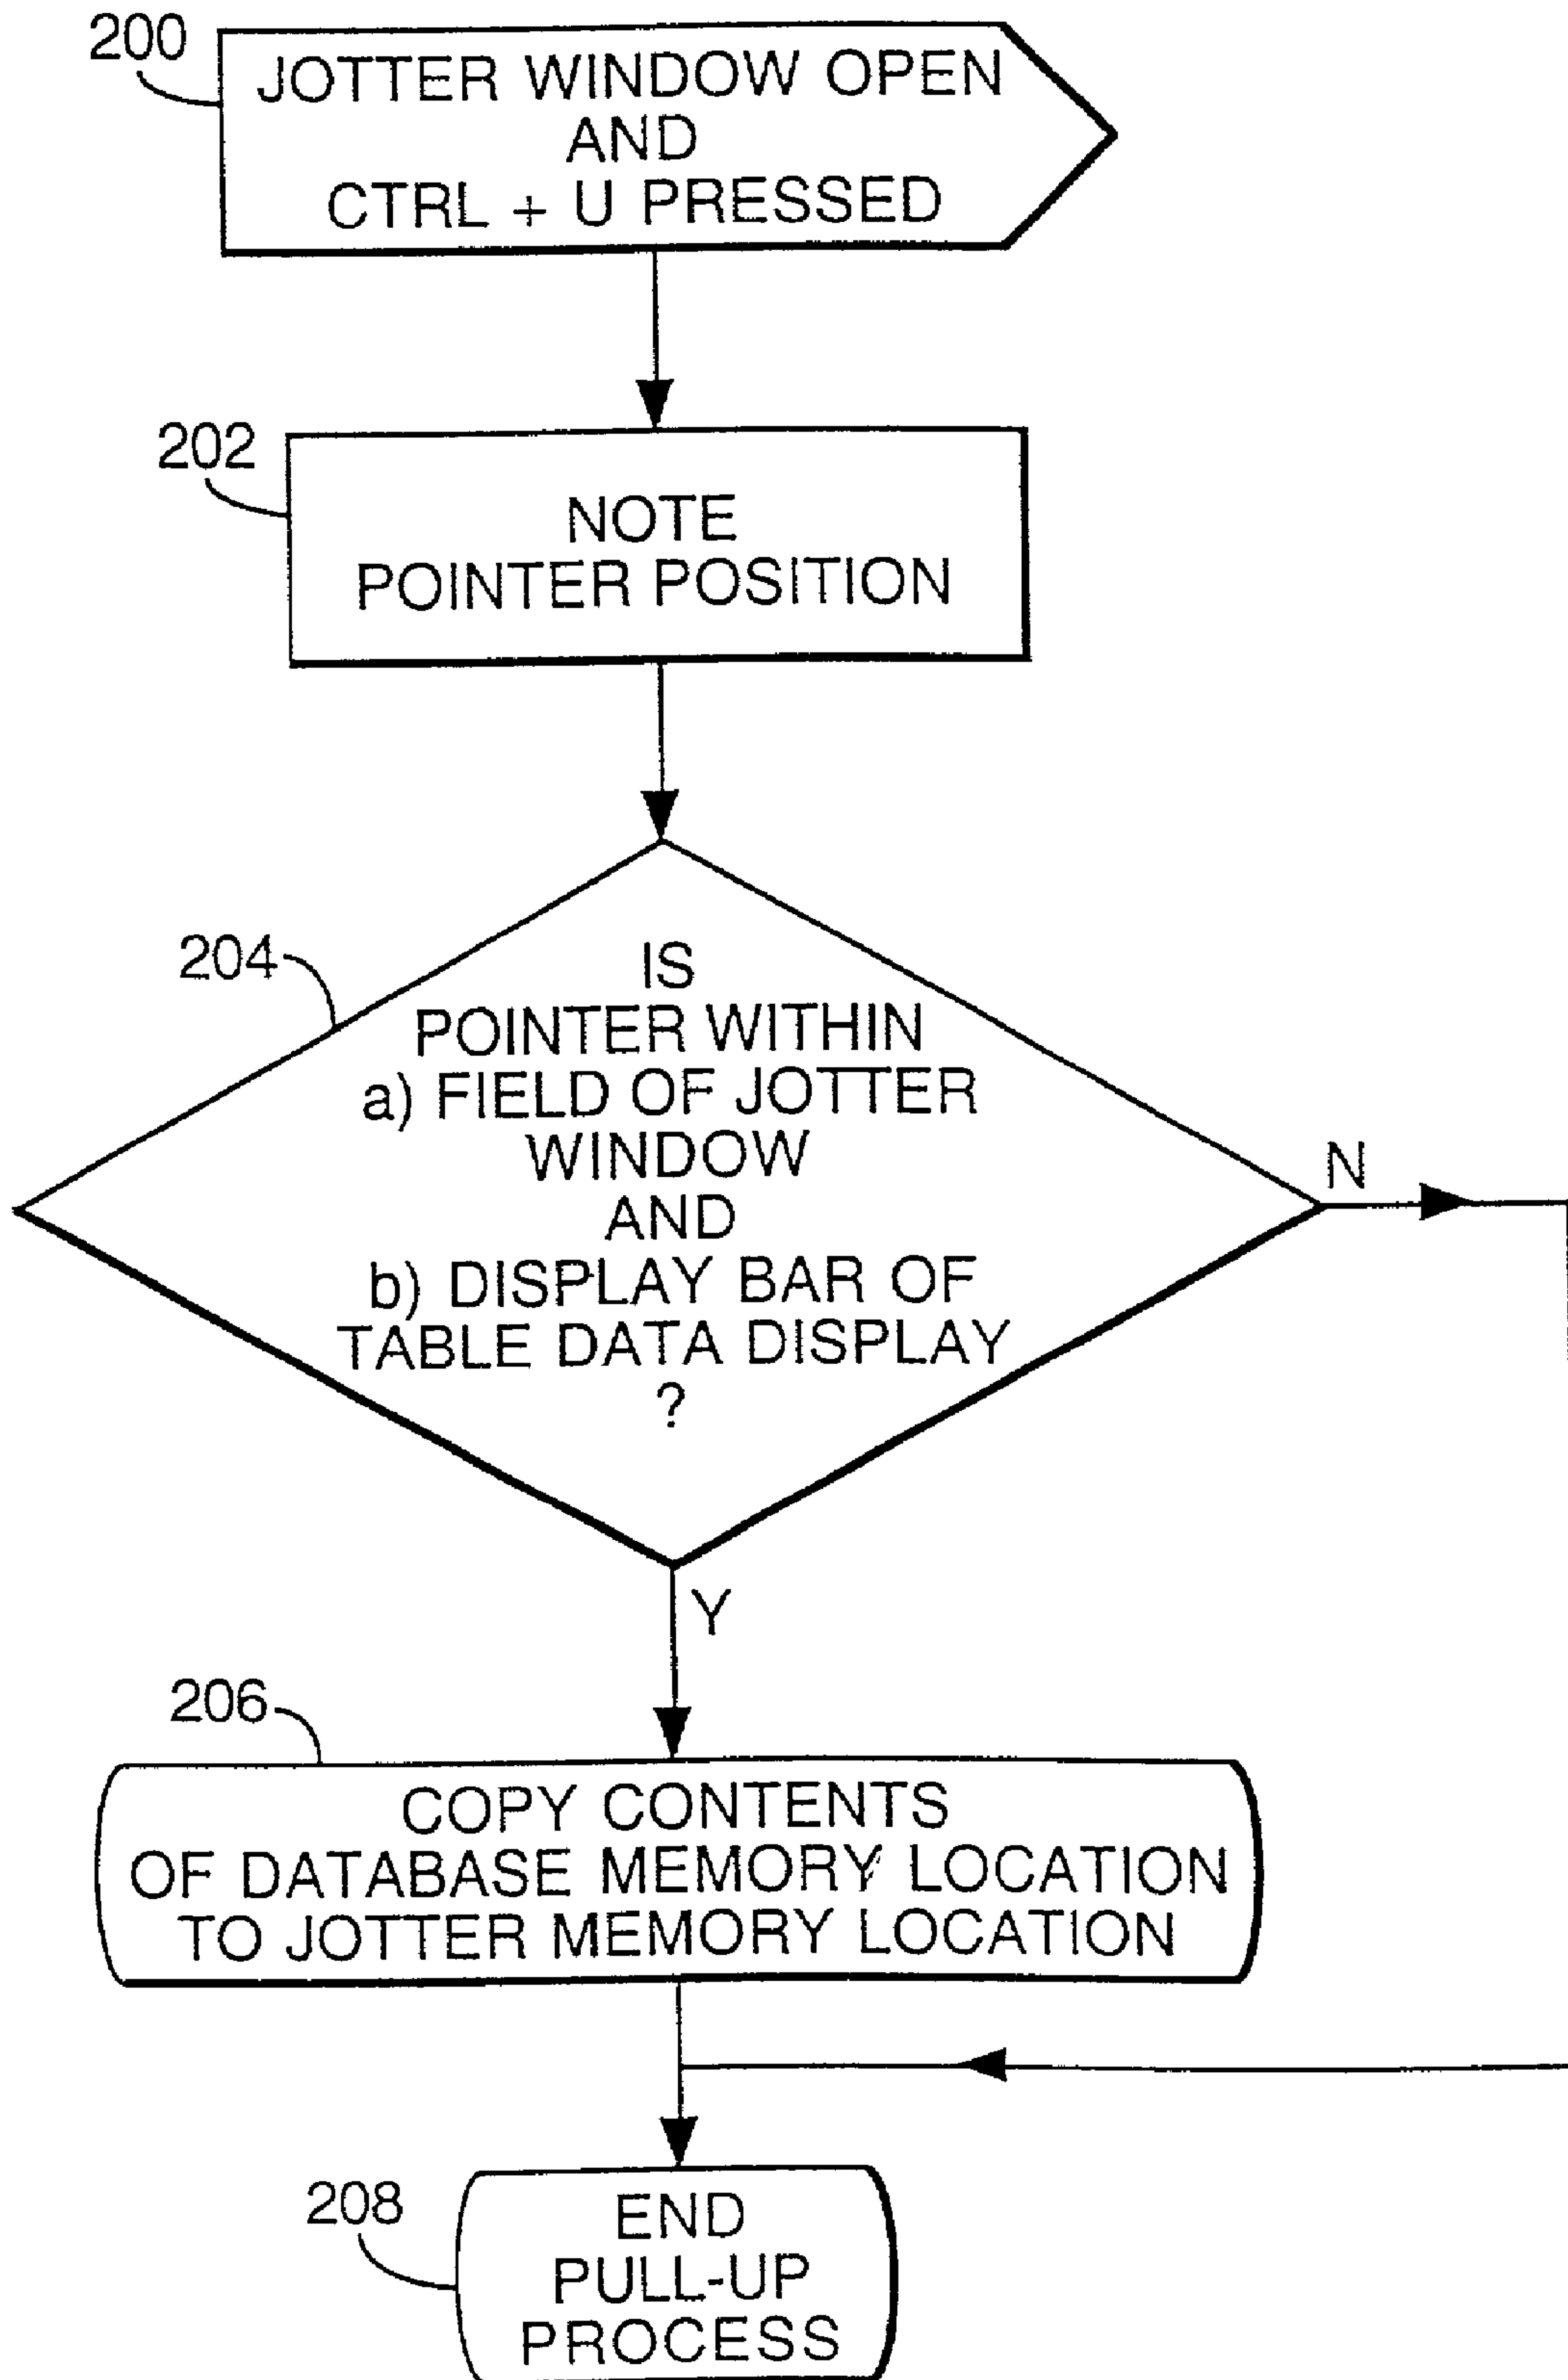 200
JOTTER WINDOW OPEN
AND
CTRL + U PRESSED
202
NOTE
POINTER POSITION
204
IS
POINTER WITHIN
a) FIELD OF JOTTER
WINDOW
AND
b) DISPLAY BAR OF
TABLE DATA DISPLAY
?
N
Y
206
COPY CONTENTS
OF DATABASE MEMORY LOCATION
TO JOTTER MEMORY LOCATION
208
END
PULL-UP
PROCESS